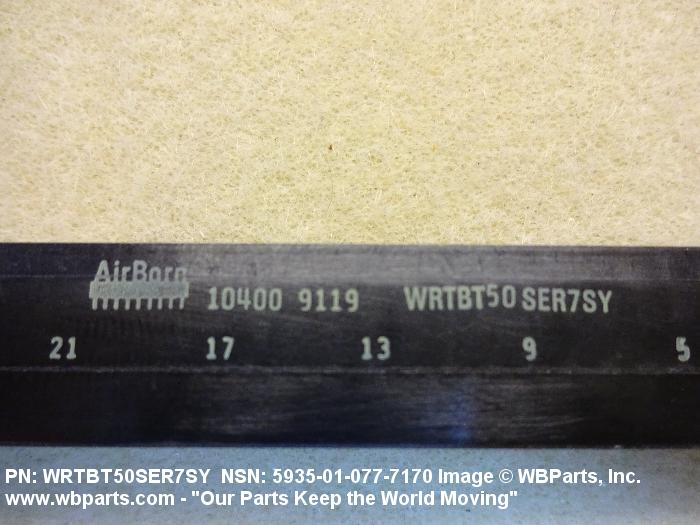 AirBorn
10400 9119 WRTBT50 SER7SY
21 17 13 9 5
PN: WRTBT50SER7SY NSN: 5935-01-077-7170 Image © WBParts, Inc.
www.wbparts.com - "Our Parts Keep the World Moving"